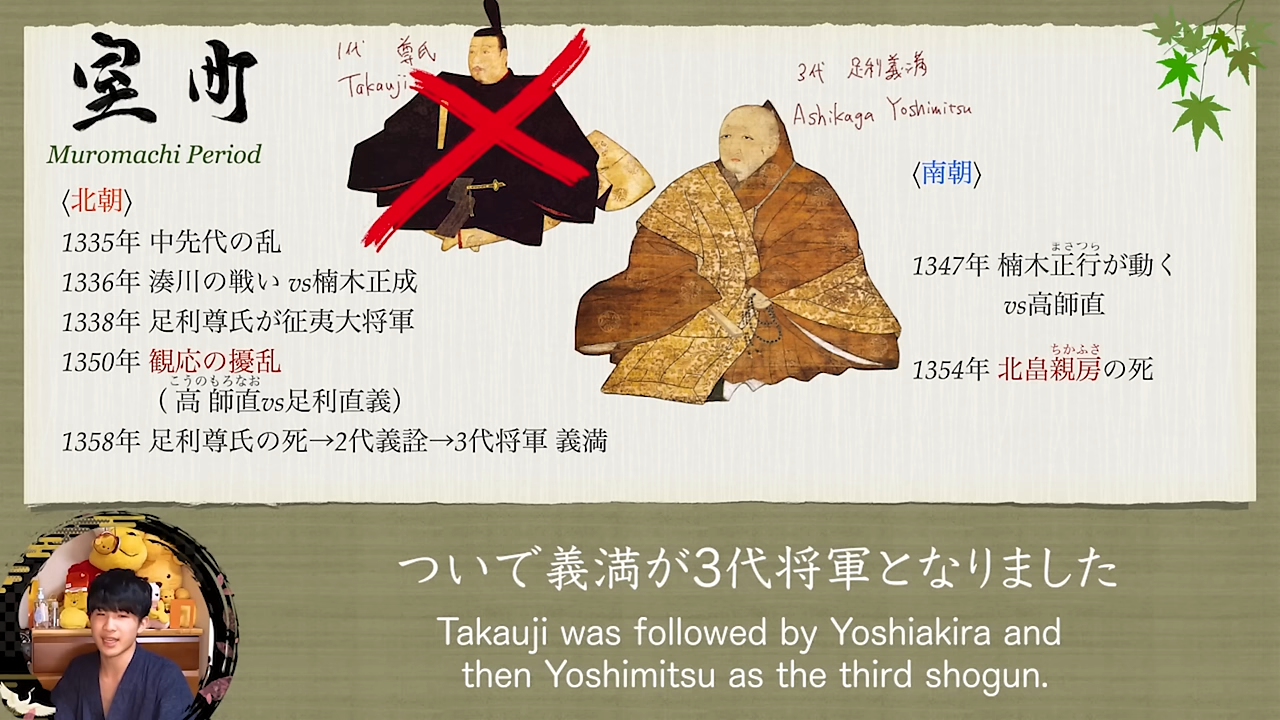 室町
Muromachi Period
1代 尊氏
Takauji
3代 足利義満
Ashikaga Yoshimitsu
〈北朝〉
1335年 中先代の乱
1336年 湊川の戦い vs楠木正成
1338年 足利尊氏が征夷大将軍
1350年 観応の擾乱
こうのもろなお
（高 師直vs足利直義）
1358年 足利尊氏の死→2代義詮→3代将軍 義満
〈南朝〉
まさつら
1347年 楠木正行が動く
vs高師直
ちかふさ
1354年 北畠親房の死
ついで義満が3代将軍となりました
Takauji was followed by Yoshiakira and
then Yoshimitsu as the third shogun.